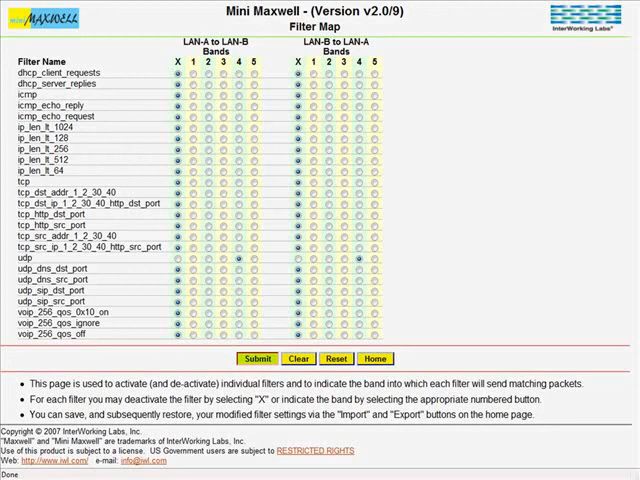 mini MAXWELL
Mini Maxwell - (Version v2.0/9)
Filter Map
InterWorking Labs
LAN-A to LAN-B
Bands
LAN-B to LAN-A
Bands
Filter Name X 1 2 3 4 5 X 1 2 3 4 5
dhcp_client_requests
dhcp_server_replies
icmp
icmp_echo_reply
icmp_echo_request
ip_len_lt_1024
ip_len_lt_128
ip_len_lt_256
ip_len_lt_512
ip_len_lt_64
tcp
tcp_dst_addr_1_2_30_40
tcp_dst_ip_1_2_30_40_http_dst_port
tcp_http_dst_port
tcp_http_src_port
tcp_src_addr_1_2_30_40
tcp_src_ip_1_2_30_40_http_src_port
udp
udp_dns_dst_port
udp_dns_src_port
udp_sip_dst_port
udp_sip_src_port
voip_256_qos_0x10_on
voip_256_qos_ignore
voip_256_qos_off
Submit Clear Reset Home
• This page is used to activate (and de-activate) individual filters and to indicate the band into which each filter will send matching packets.
• For each filter you may deactivate the filter by selecting "X" or indicate the band by selecting the appropriate numbered button.
• You can save, and subsequently restore, your modified filter settings via the "Import" and "Export" buttons on the home page.
Copyright © 2007 InterWorking Labs, Inc.
"Maxwell" and "Mini Maxwell" are trademarks of InterWorking Labs, Inc.
Use of this product is subject to a license. US Government users are subject to RESTRICTED RIGHTS
Web: http://www.iwl.com/ e-mail: info@iwl.com
Done